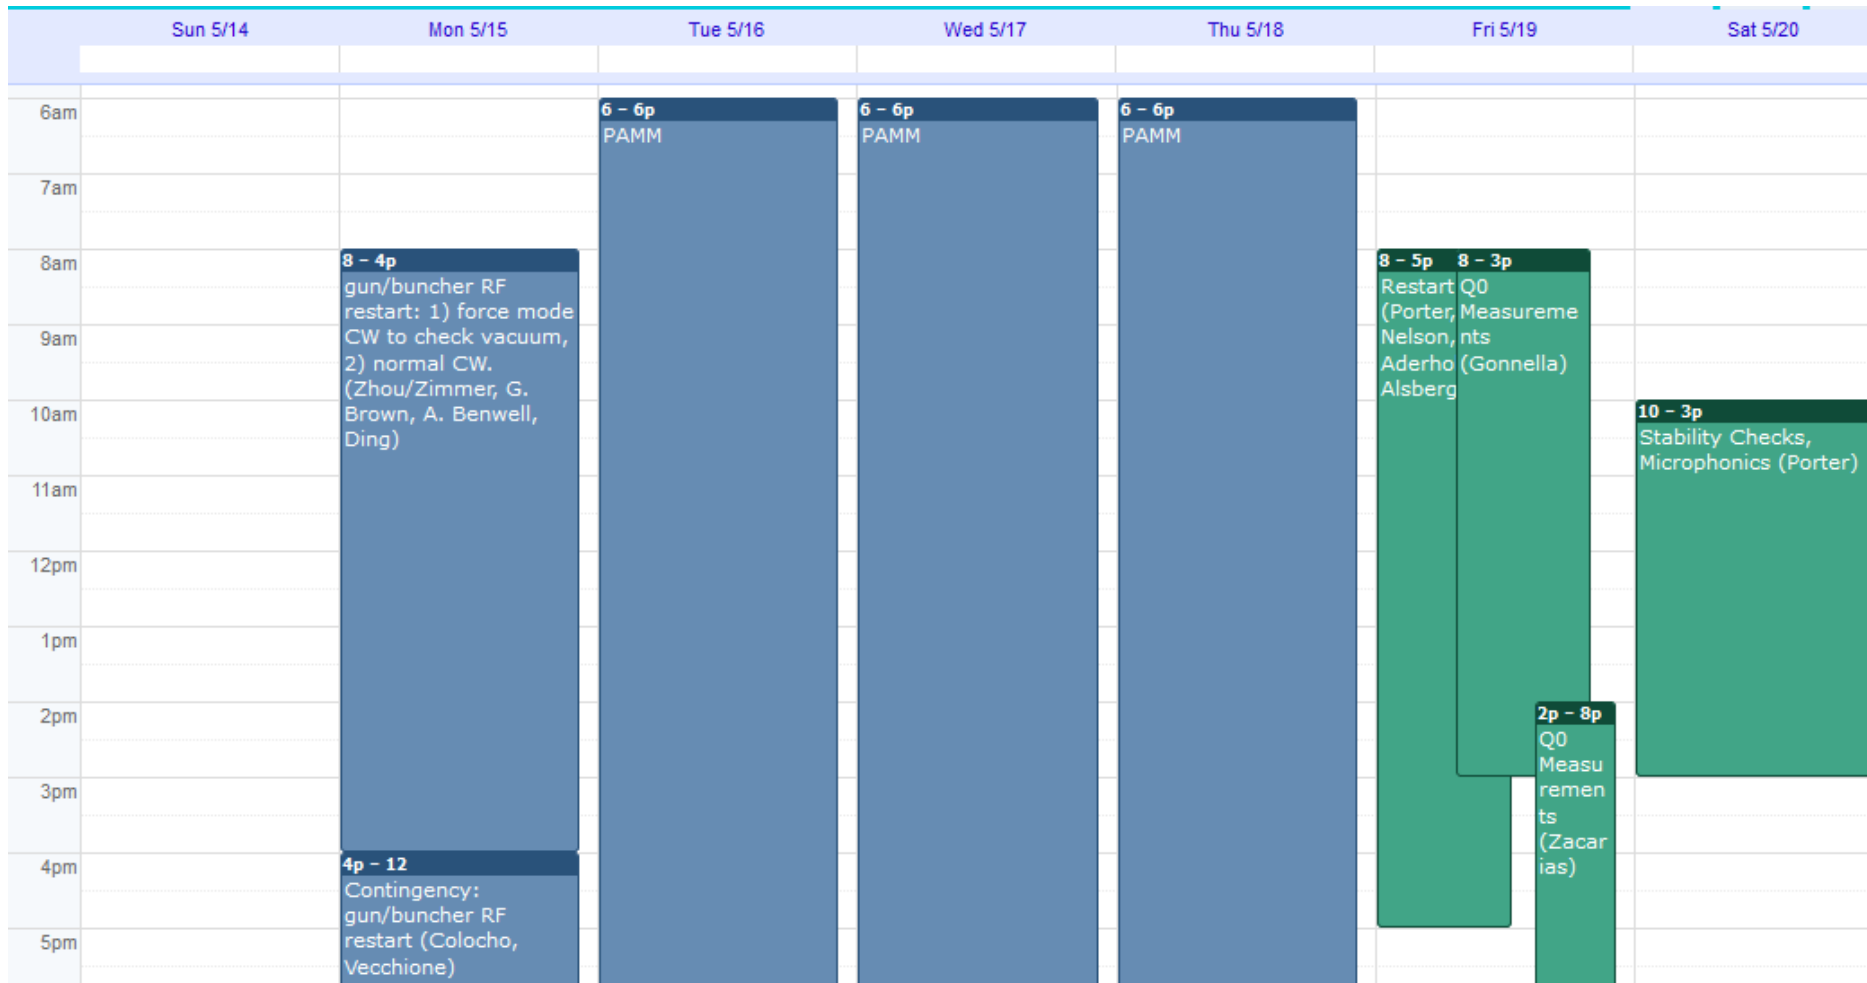 Sun 5/14
Mon 5/15
Tue 5/16
Wed 5/17
Thu 5/18
Fri 5/19
Sat 5/20
6am
7am
8am
9am
10am
11am
12pm
1pm
2pm
3pm
4pm
5pm
8 – 4p
gun/buncher RF
restart: 1) force mode
CW to check vacuum,
2) normal CW.
(Zhou/Zimmer, G.
Brown, A. Benwell,
Ding)
4p – 12
Contingency:
gun/buncher RF
restart (Colocho,
Vecchione)
6 – 6p
PAMM
6 – 6p
PAMM
6 – 6p
PAMM
8 – 5p
Restart
(Porter,
Nelson,
Aderho
Alsberg
8 – 3p
Q0
Measureme
nts
(Gonnella)
2p – 8p
Q0
Measu
remen
ts
(Zacar
ias)
10 – 3p
Stability Checks,
Microphonics (Porter)